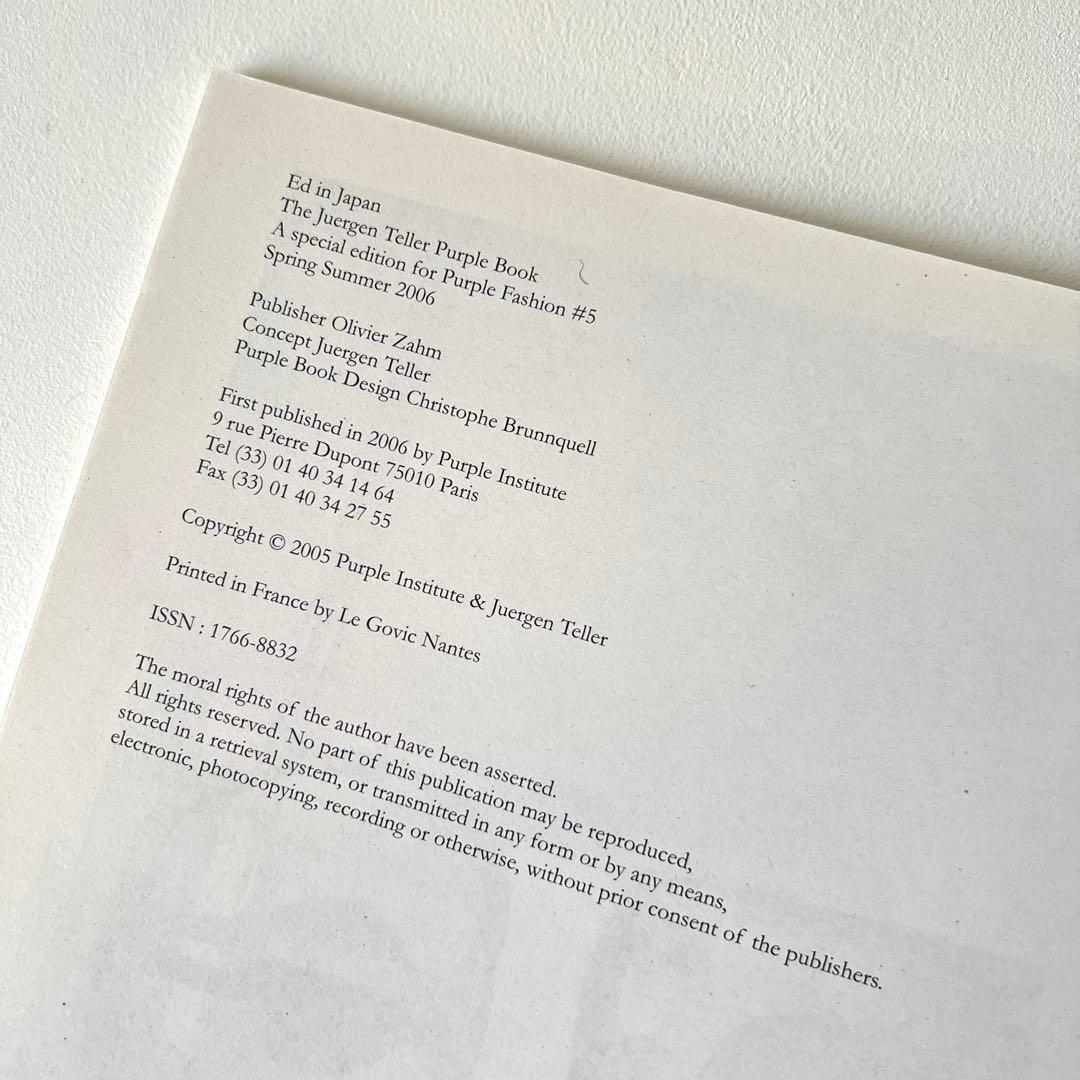 Ed in Japan
The Juergen Teller Purple Book
A special edition for Purple Fashion #5
Spring Summer 2006
Publisher Olivier Zahm
Concept Juergen Teller
Purple Book Design Christophe Brunnquell
First published in 2006 by Purple Institute
9 rue Pierre Dupont 75010 Paris
Tel (33) 01 40 34 14 64
Fax (33) 01 40 34 27 55
Copyright © 2005 Purple Institute & Juergen Teller
Printed in France by Le Govic Nantes
ISSN : 1766-8832
The moral rights of the author have been asserted.
All rights reserved. No part of this publication may be reproduced,
stored in a retrieval system, or transmitted in any form or by any means,
electronic, photocopying, recording or otherwise, without prior consent of the publishers.